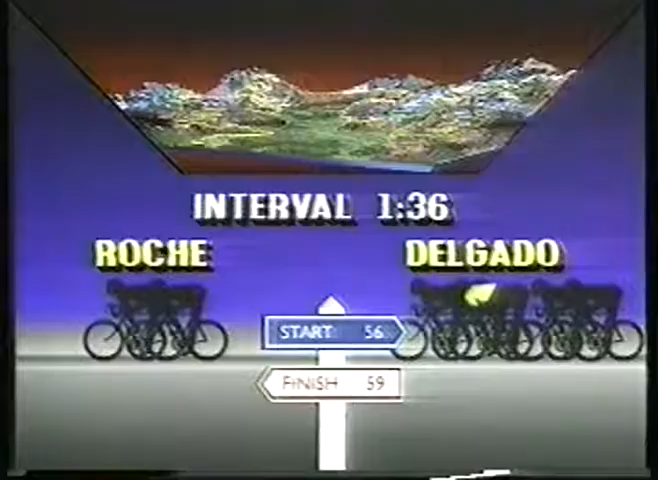 INTERVAL 1:36
ROCHE DELGADO
START 56
FINISH 59